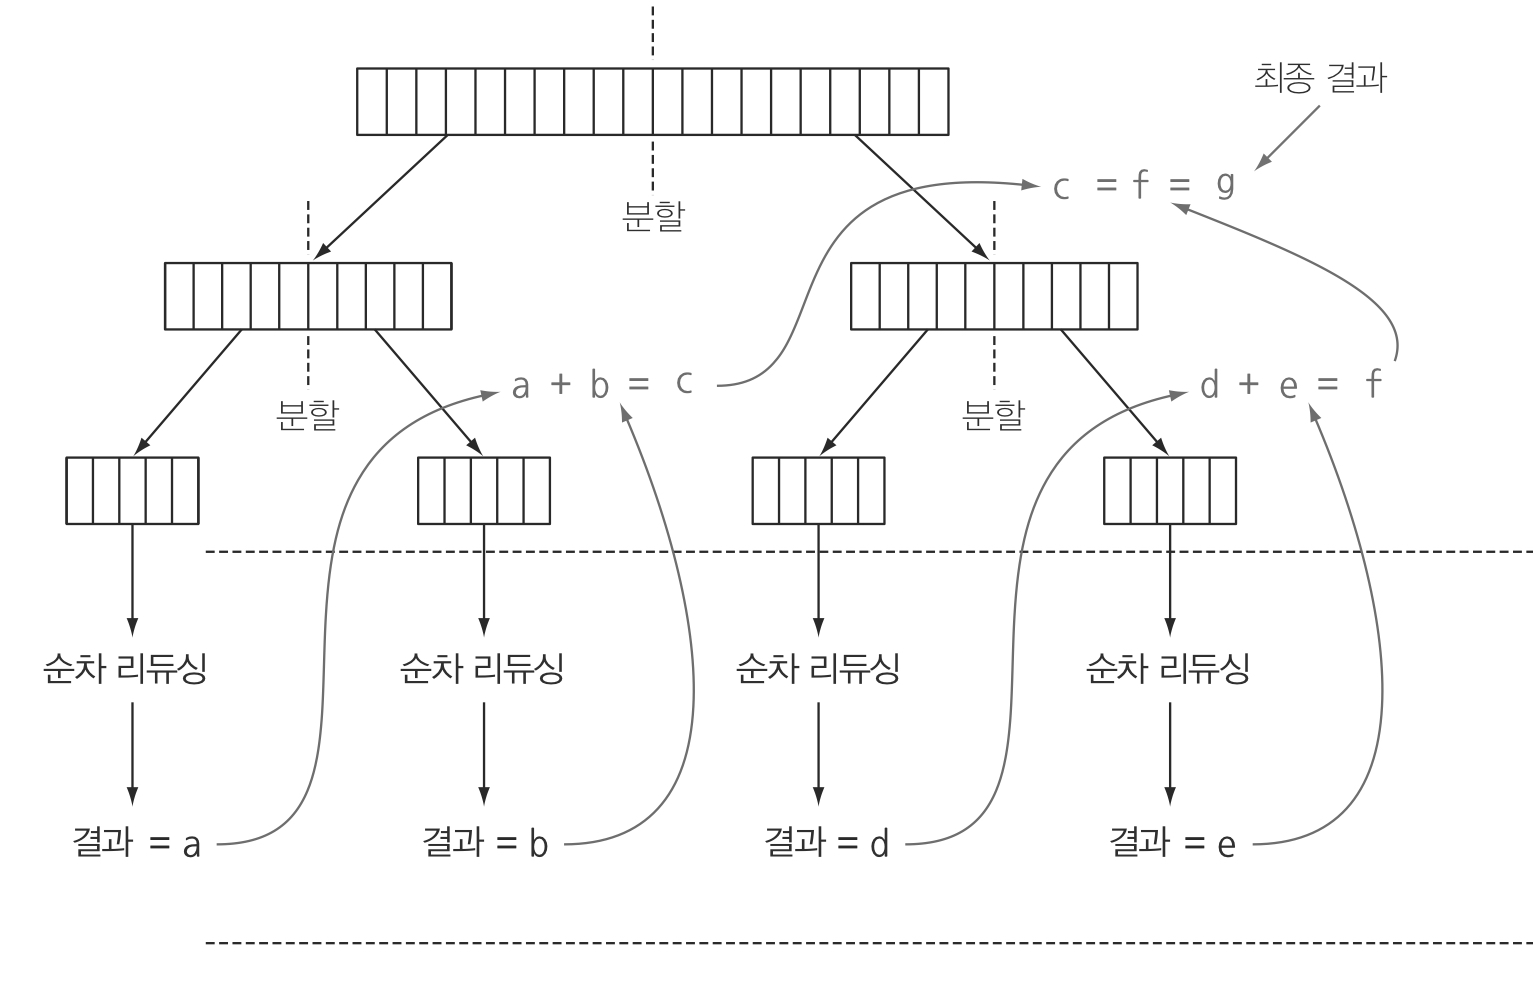 최종 결과
c = f = g
분할
a + b = c
d + e = f
분할
분할
순차 리듀싱
순차 리듀싱
순차 리듀싱
순차 리듀싱
결과 = a
결과 = b
결과 = d
결과 = e